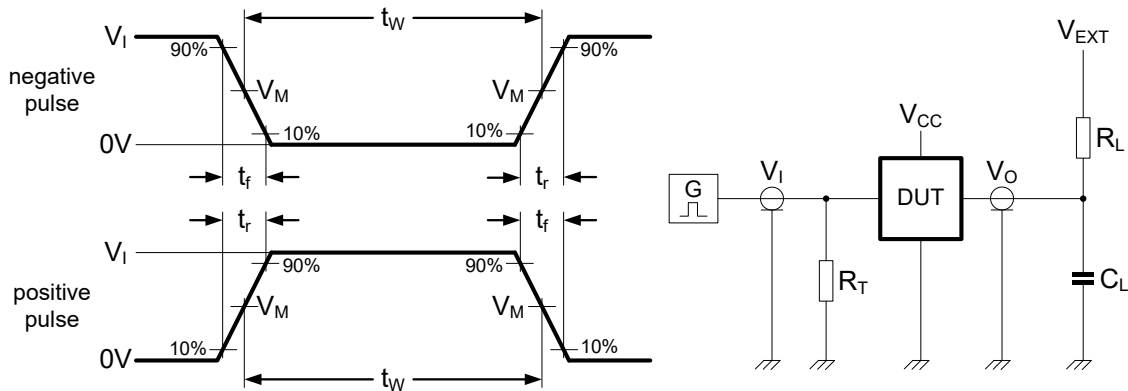 t_W
V_I
90%
90%
negative
pulse
V_M
V_M
10%
10%
0V
t_f
t_r
t_r
t_f
V_I
90%
90%
positive
pulse
V_M
V_M
10%
10%
0V
t_W
V_EXT
V_CC
R_L
G
V_I
DUT
V_O
R_T
C_L